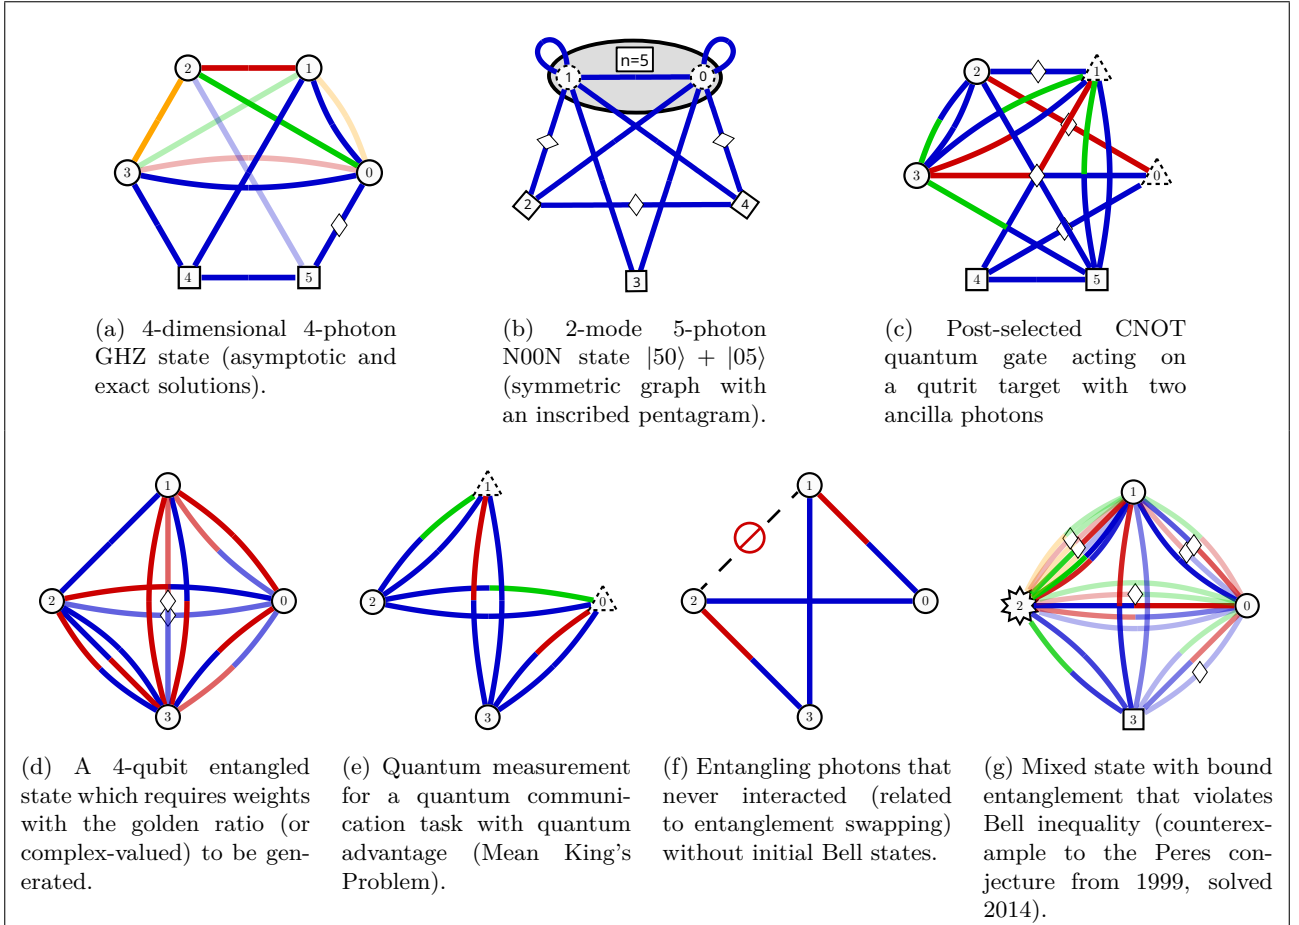 2 1
3 0
4 5
n=5
1 0
2 4
3
2 1
3 0
4 5
(a) 4-dimensional 4-photon
GHZ state (asymptotic and
exact solutions).
(b) 2-mode 5-photon
N00N state |50⟩ + |05⟩
(symmetric graph with
an inscribed pentagram).
(c) Post-selected CNOT
quantum gate acting on
a qutrit target with two
ancilla photons
1
2 0
3
1
2 0
3
1
2 0
3
1
2 0
3
(d) A 4-qubit entangled
state which requires weights
with the golden ratio (or
complex-valued) to be gen-
erated.
(e) Quantum measurement
for a quantum communi-
cation task with quantum
advantage (Mean King's
Problem).
(f) Entangling photons that
never interacted (related
to entanglement swapping)
without initial Bell states.
(g) Mixed state with bound
entanglement that violates
Bell inequality (counterex-
ample to the Peres con-
jecture from 1999, solved
2014).